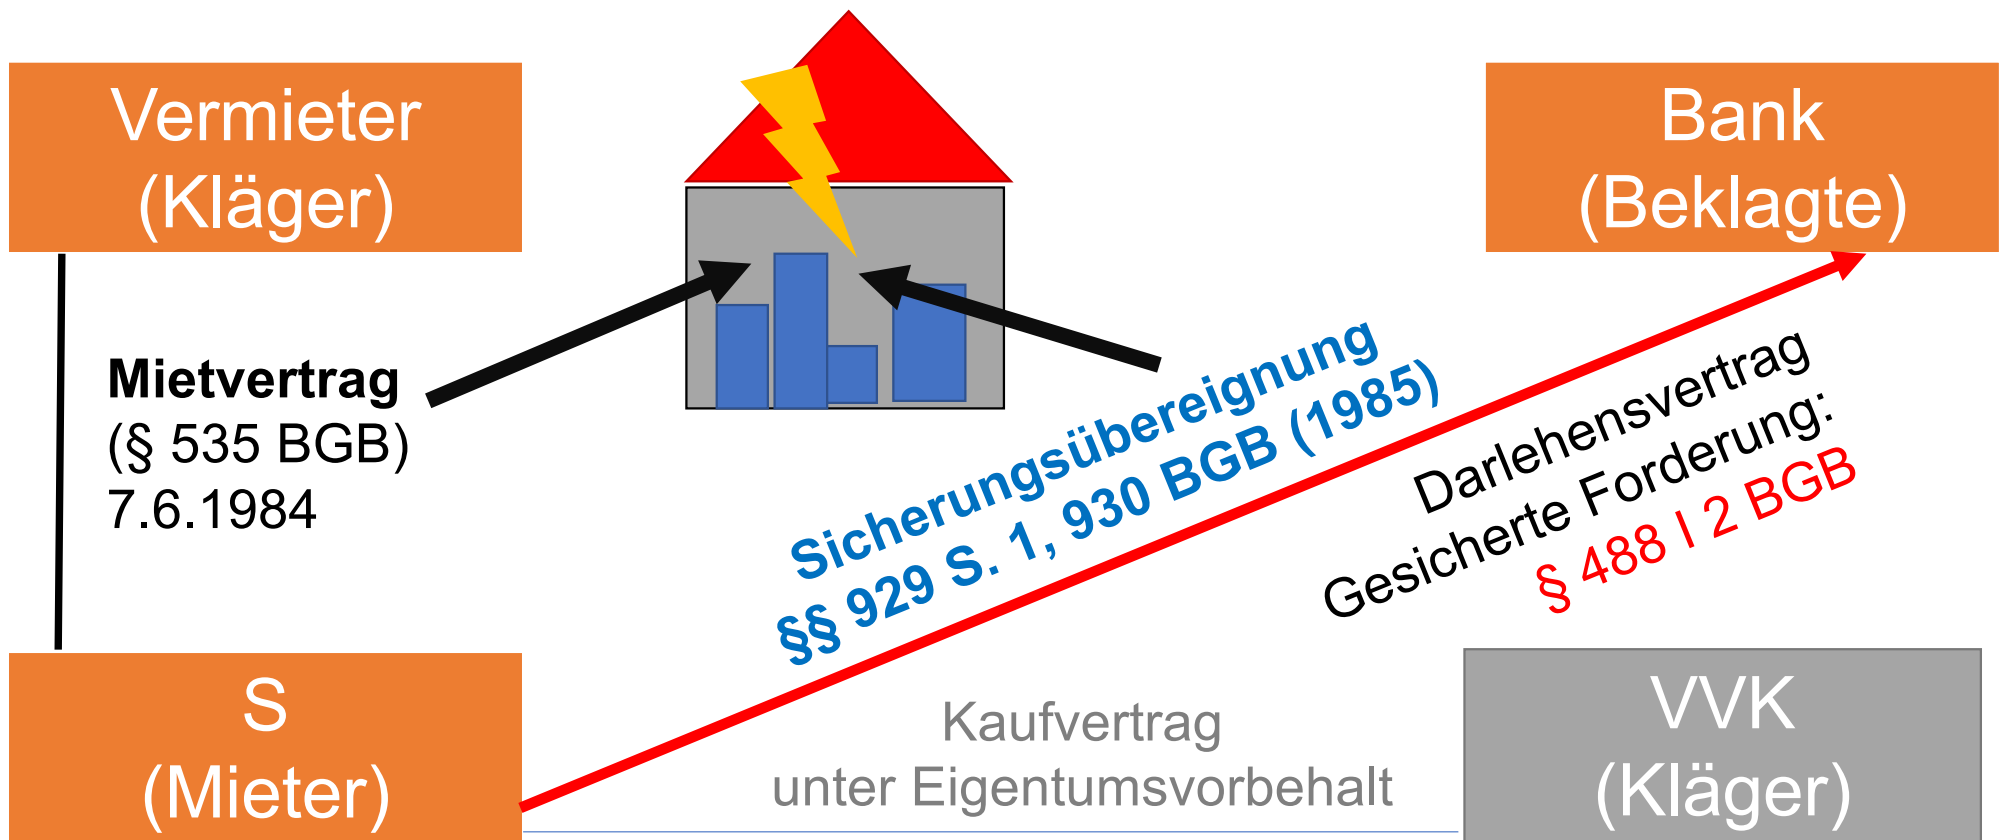 Vermieter
(Kläger)
Bank
(Beklagte)
Mietvertrag
(§ 535 BGB)
7.6.1984
Sicherungsübereignung
§§ 929 S. 1, 930 BGB (1985)
Darlehensvertrag
Gesicherte Forderung:
§ 488 I 2 BGB
S
(Mieter)
Kaufvertrag
unter Eigentumsvorbehalt
VVK
(Kläger)